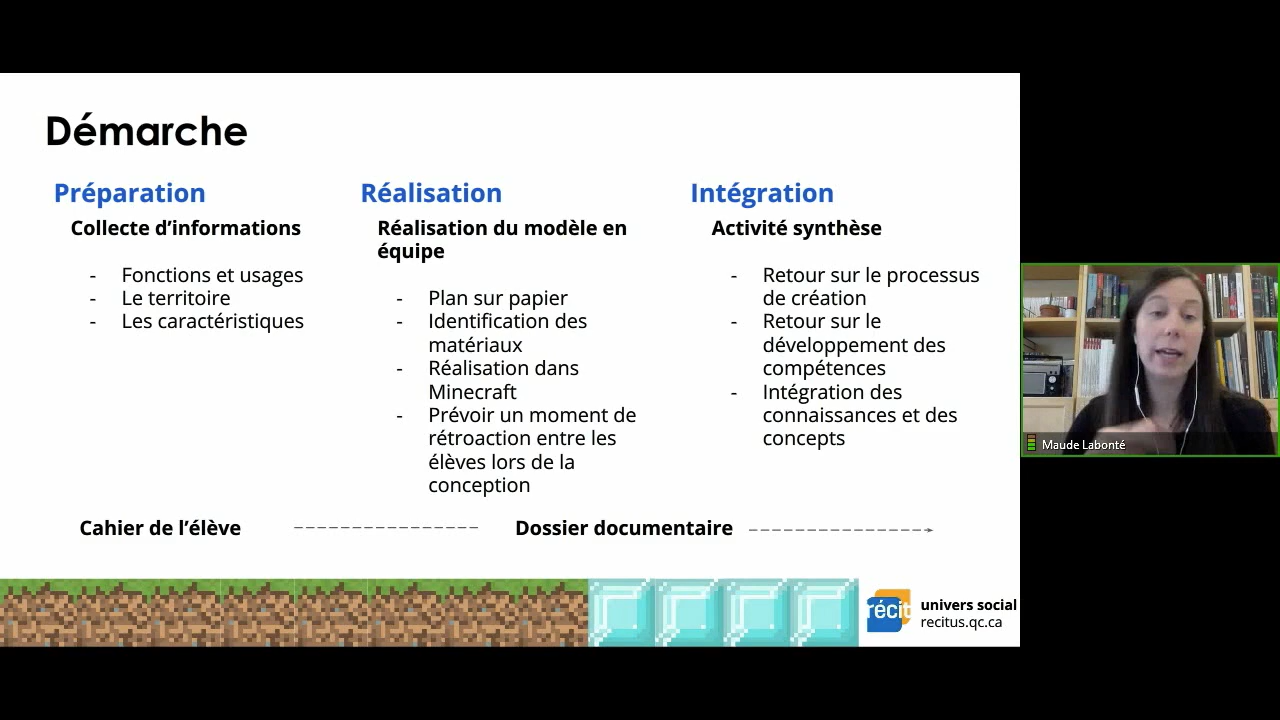 Démarche
Préparation
Collecte d’informations
- Fonctions et usages
- Le territoire
- Les caractéristiques
Réalisation
Réalisation du modèle en
équipe
- Plan sur papier
- Identification des
matériaux
- Réalisation dans
Minecraft
- Prévoir un moment de
rétroaction entre les
élèves lors de la
conception
Intégration
Activité synthèse
- Retour sur le processus
de création
- Retour sur le
développement des
compétences
- Intégration des
connaissances et des
concepts
Cahier de l’élève
Dossier documentaire
récit
univers social
recitus.qc.ca
Maude Labonté